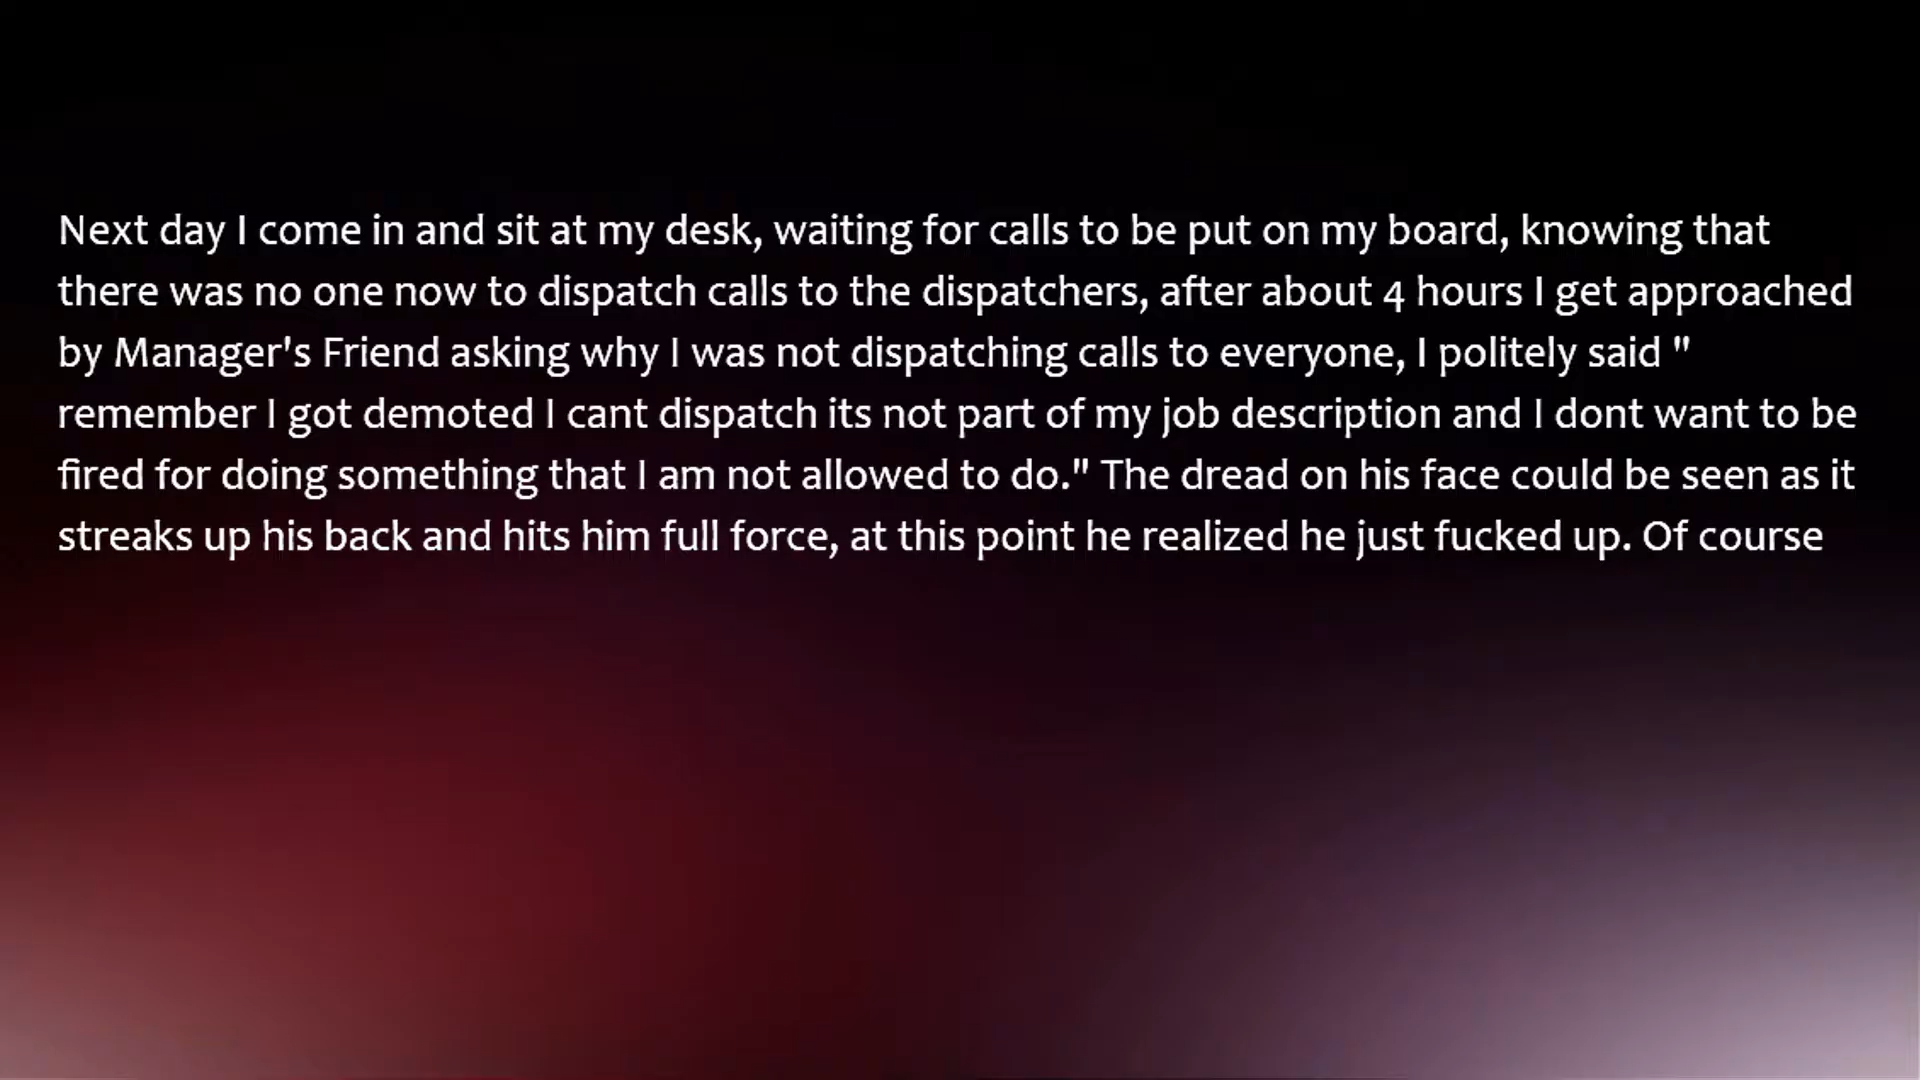 Next day I come in and sit at my desk, waiting for calls to be put on my board, knowing that
there was no one now to dispatch calls to the dispatchers, after about 4 hours I get approached
by Manager's Friend asking why I was not dispatching calls to everyone, I politely said "
remember I got demoted I cant dispatch its not part of my job description and I dont want to be
fired for doing something that I am not allowed to do." The dread on his face could be seen as it
streaks up his back and hits him full force, at this point he realized he just fucked up. Of course